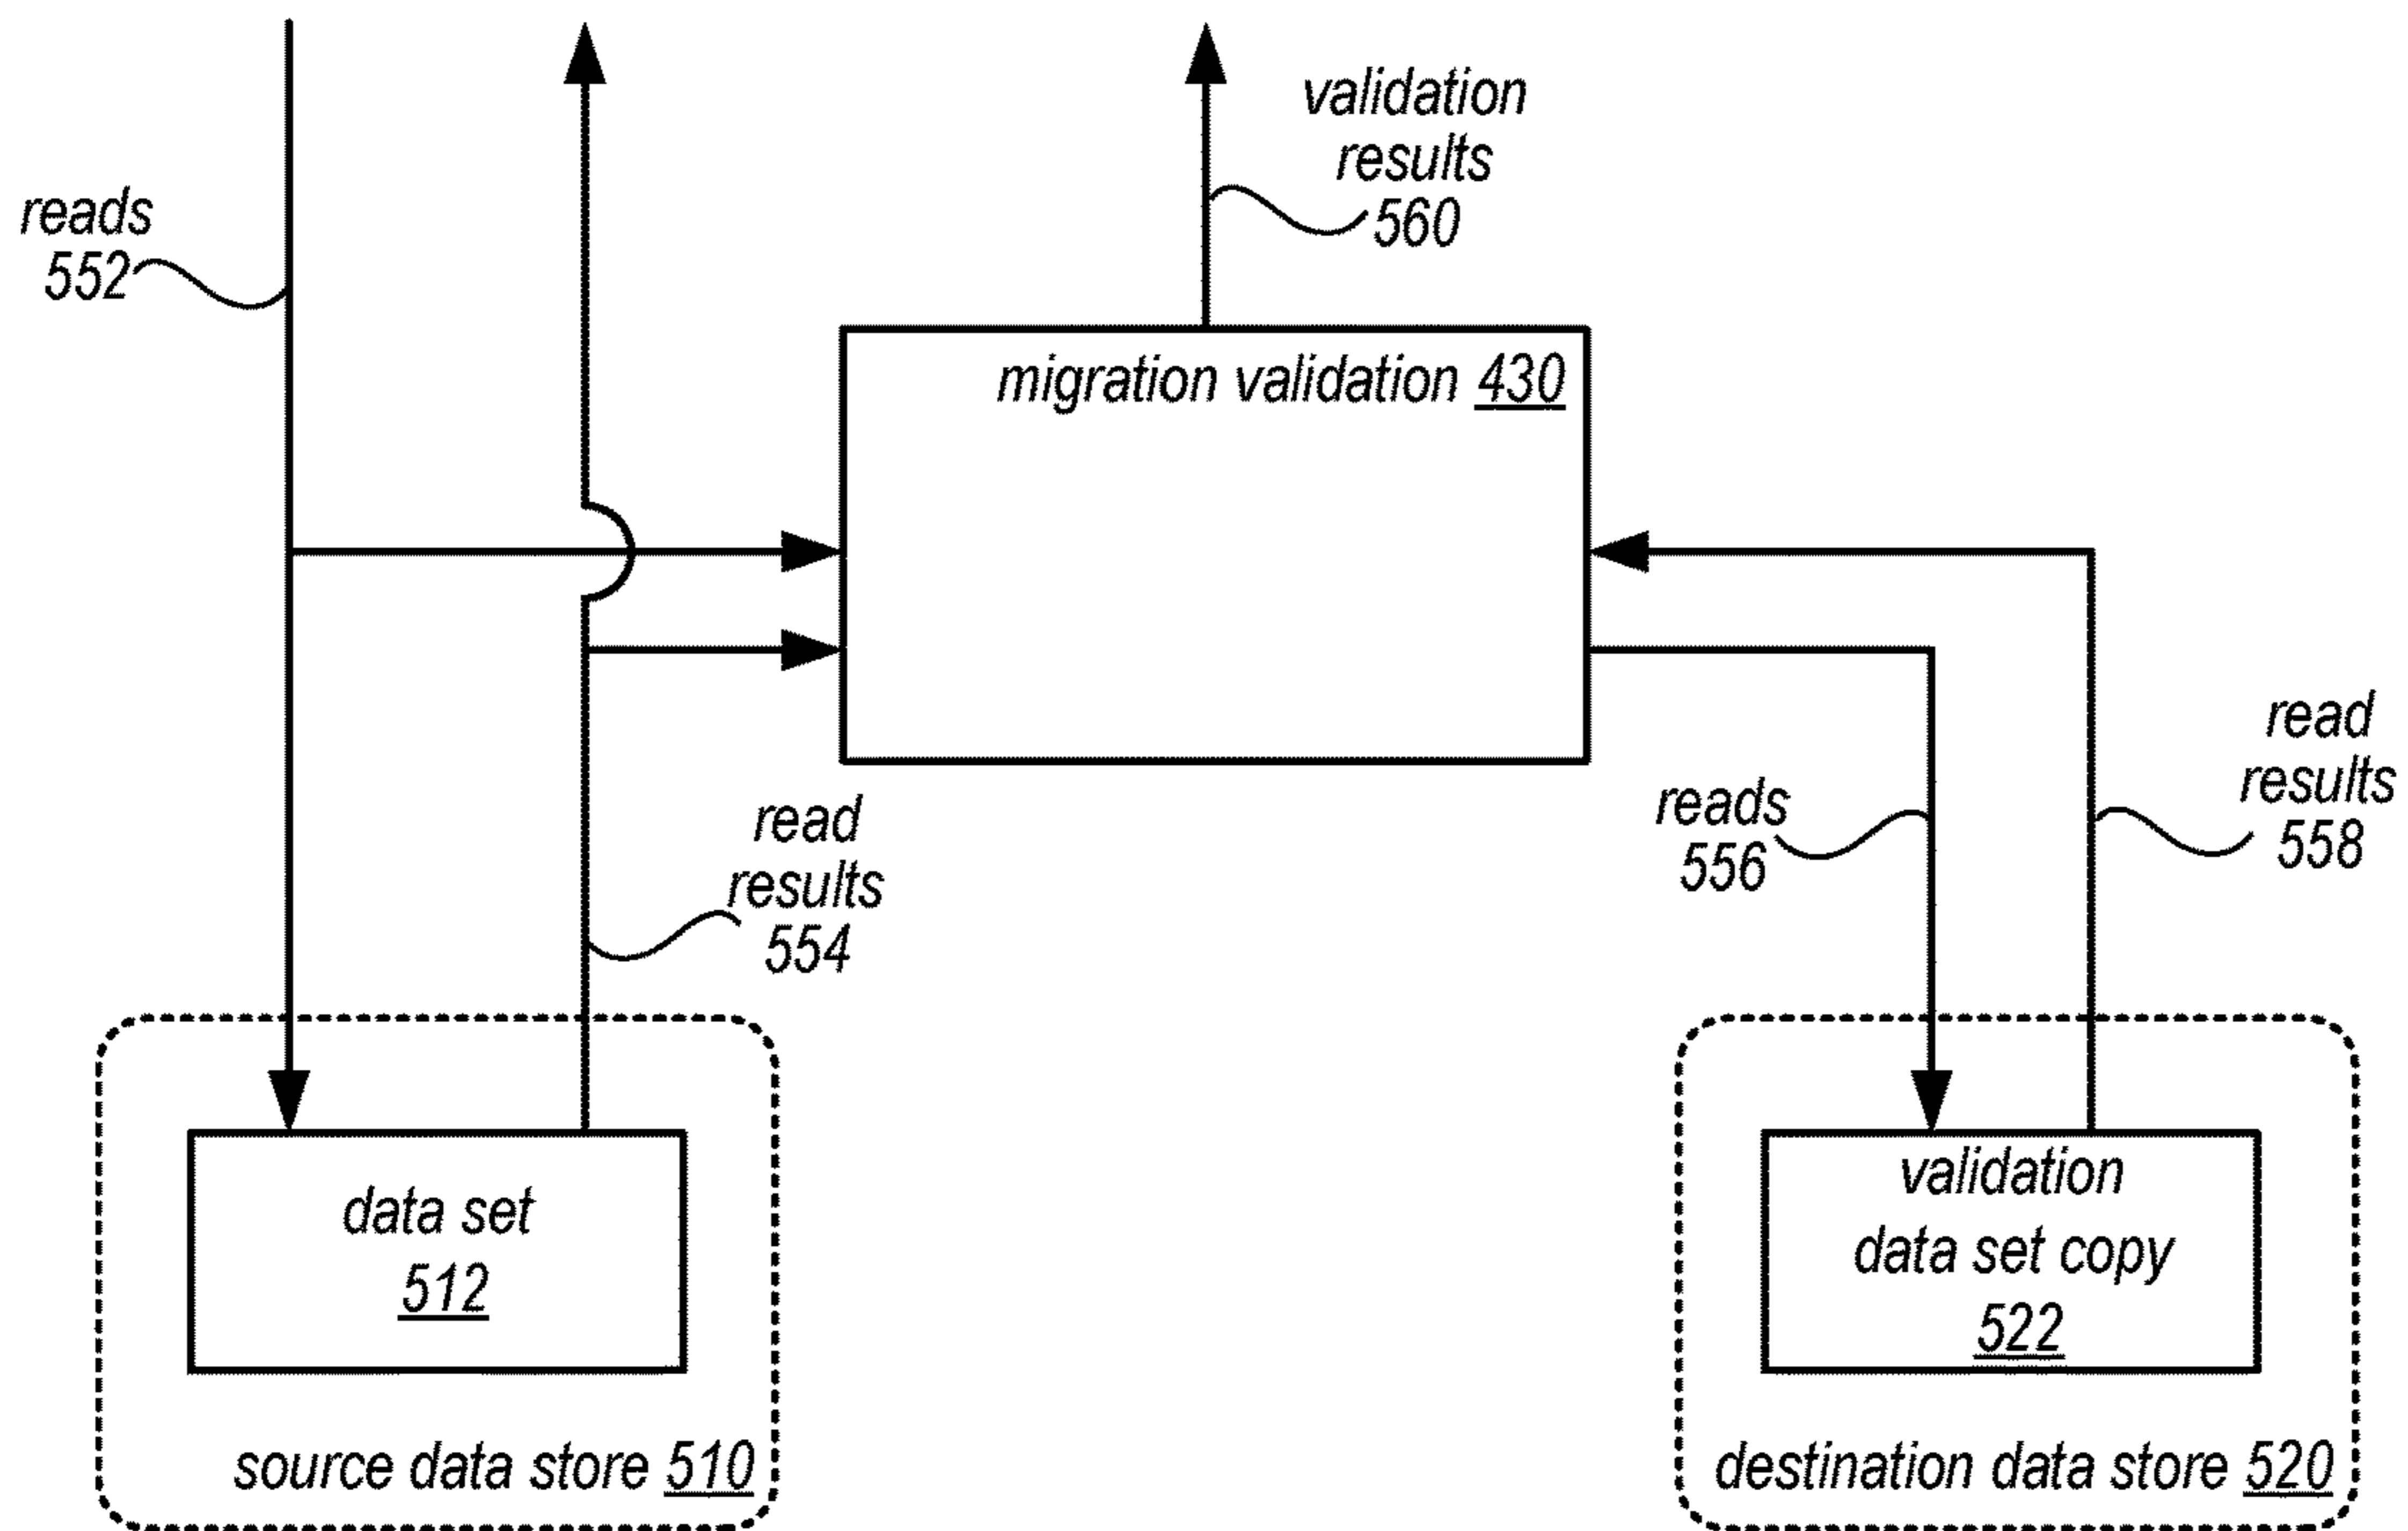 validation
results
560
reads
552
migration validation 430
read
results
554
reads
556
read
results
558
data set
512
source data store 510
validation
data set copy
522
destination data store 520